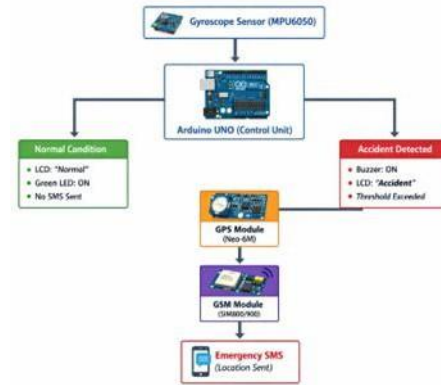 Gyroscope Sensor (MPU6050)
Arduino UNO (Control Unit)
Normal Condition
• LCD: "Normal"
• Green LED: ON
• No SMS Sent
Accident Detected
• Buzzer: ON
• LCD: "Accident"
• Threshold Exceeded
GPS Module
(Neo-6M)
GSM Module
(SIM800/900)
Emergency SMS
(Location Sent)